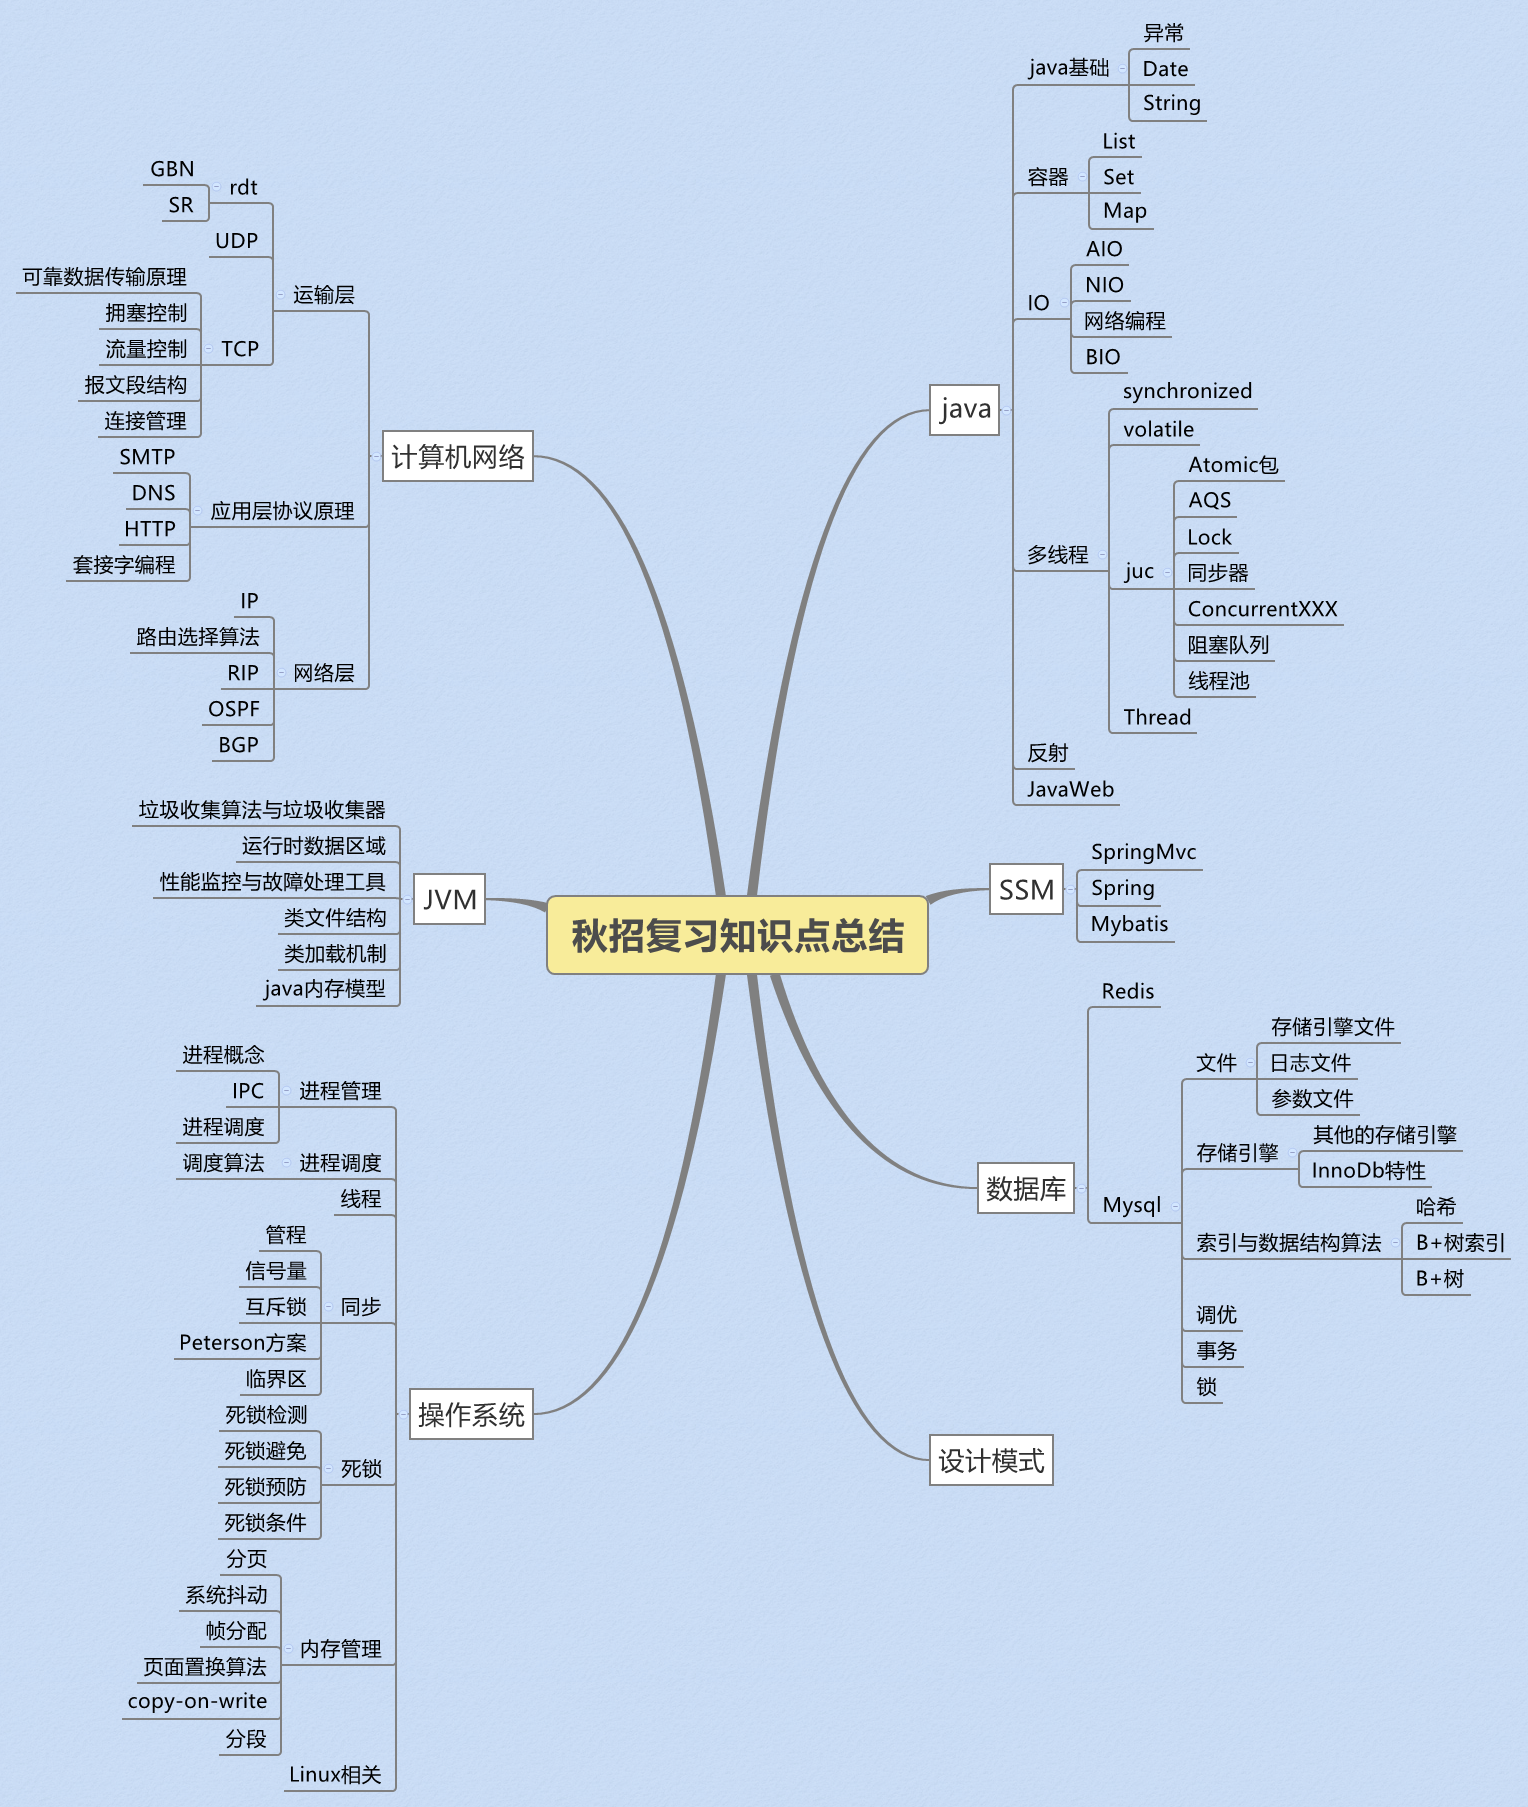 秋招复习知识点总结
java
java基础
异常
Date
String
容器
List
Set
Map
IO
AIO
NIO
网络编程
BIO
多线程
synchronized
volatile
juc
Atomic包
AQS
Lock
同步器
ConcurrentXXX
阻塞队列
线程池
Thread
反射
JavaWeb
SSM
SpringMvc
Spring
Mybatis
数据库
Redis
Mysql
文件
存储引擎文件
日志文件
参数文件
存储引擎
其他的存储引擎
InnoDb特性
索引与数据结构算法
哈希
B+树索引
B+树
调优
事务
锁
设计模式
计算机网络
运输层
rdt
GBN
SR
UDP
TCP
可靠数据传输原理
拥塞控制
流量控制
报文段结构
连接管理
应用层协议原理
SMTP
DNS
HTTP
套接字编程
网络层
IP
路由选择算法
RIP
OSPF
BGP
JVM
垃圾收集算法与垃圾收集器
运行时数据区域
性能监控与故障处理工具
类文件结构
类加载机制
java内存模型
操作系统
进程管理
进程概念
IPC
进程调度
进程调度
调度算法
线程
同步
管程
信号量
互斥锁
Peterson方案
临界区
死锁
死锁检测
死锁避免
死锁预防
死锁条件
内存管理
分页
系统抖动
帧分配
页面置换算法
copy-on-write
分段
Linux相关